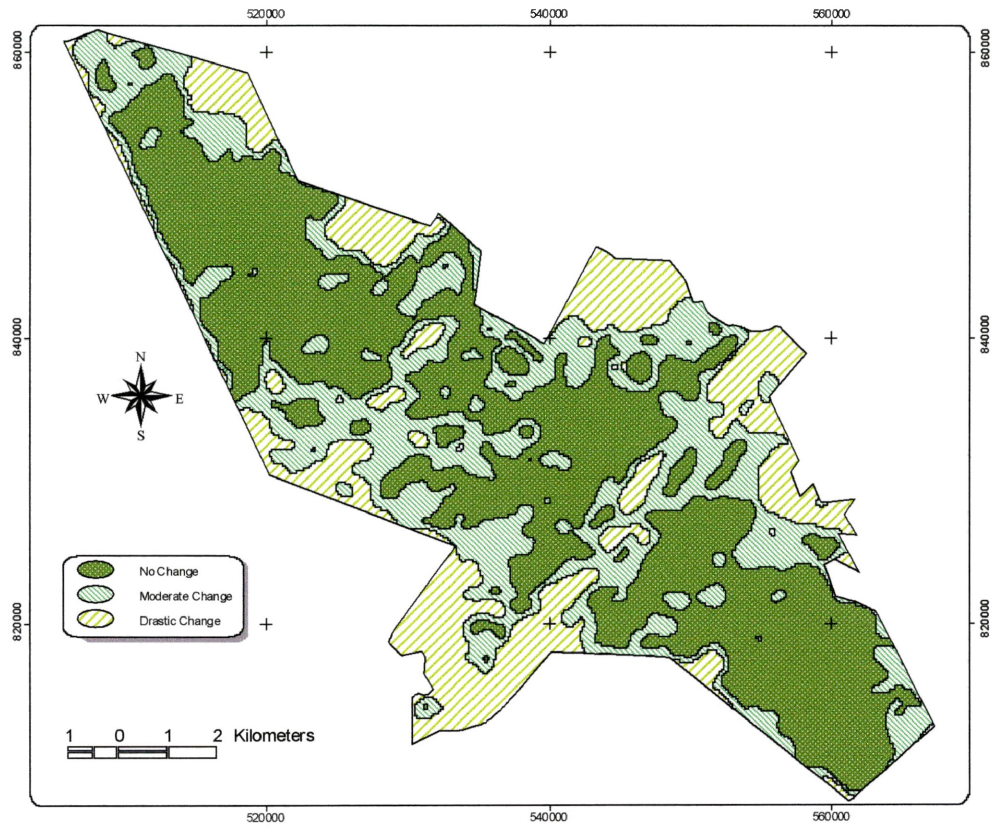 520000 540000 560000
860000 860000
840000 840000
N
W E
S
No Change
Moderate Change
Drastic Change
820000 820000
1 0 1 2 Kilometers
520000 540000 560000